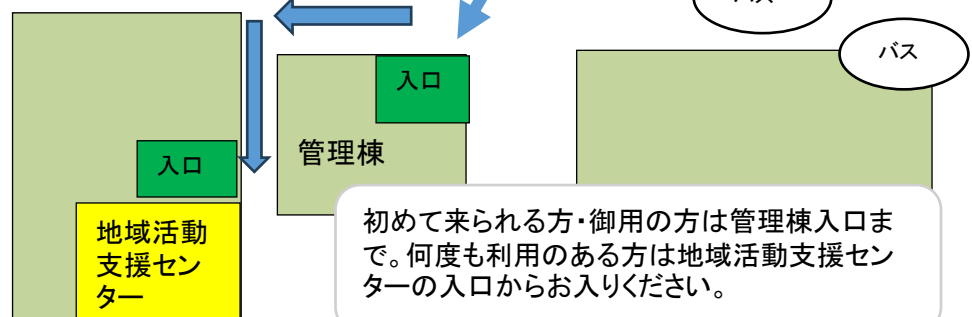 バス
入口
管理棟
入口
地域活動
支援セン
ター
初めて来られる方・御用の方は管理棟入口ま
で。何度も利用のある方は地域活動支援セン
ターの入口からお入りください。